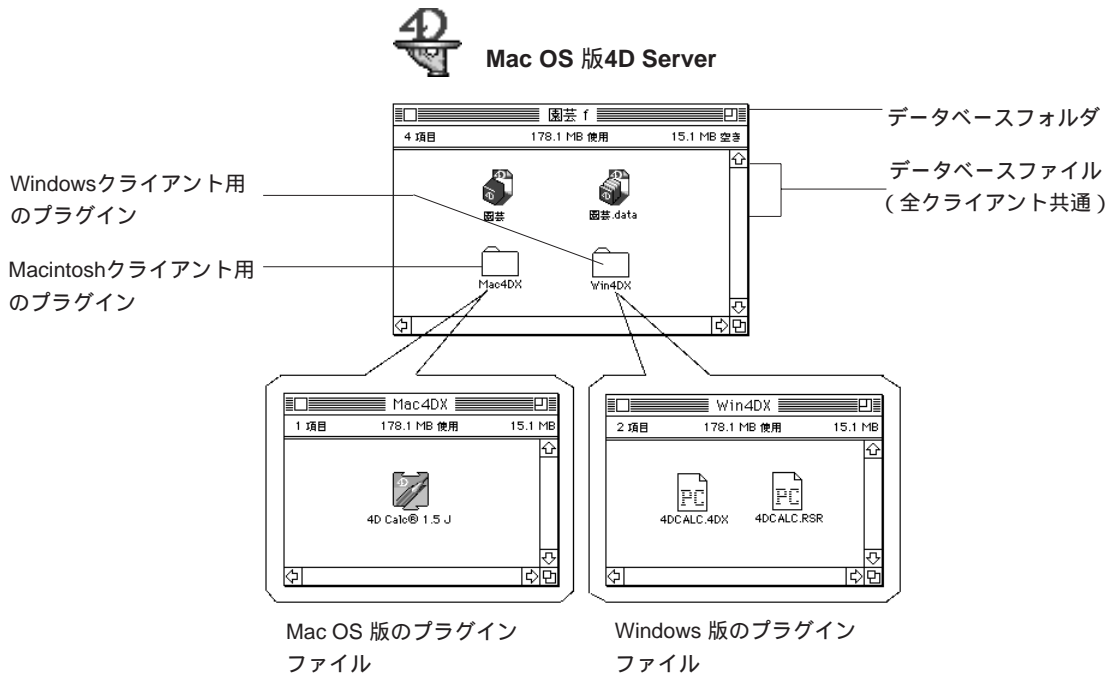 4D
Mac OS 版4D Server
園芸 f
4 項目 178.1 MB 使用 15.1 MB 空き
データベースフォルダ
データベースファイル
(全クライアント共通)
Windowsクライアント用
のプラグイン
Macintoshクライアント用
のプラグイン
園芸
園芸.data
Mac4DX
Win4DX
Mac4DX
1 項目 178.1 MB 使用 15.1 MB
4D Calc® 1.5 J
Win4DX
2 項目 178.1 MB 使用 15.1 MB
PC
PC
4DCALC.4DX
4DCALC.RSR
Mac OS 版のプラグイン
ファイル
Windows 版のプラグイン
ファイル